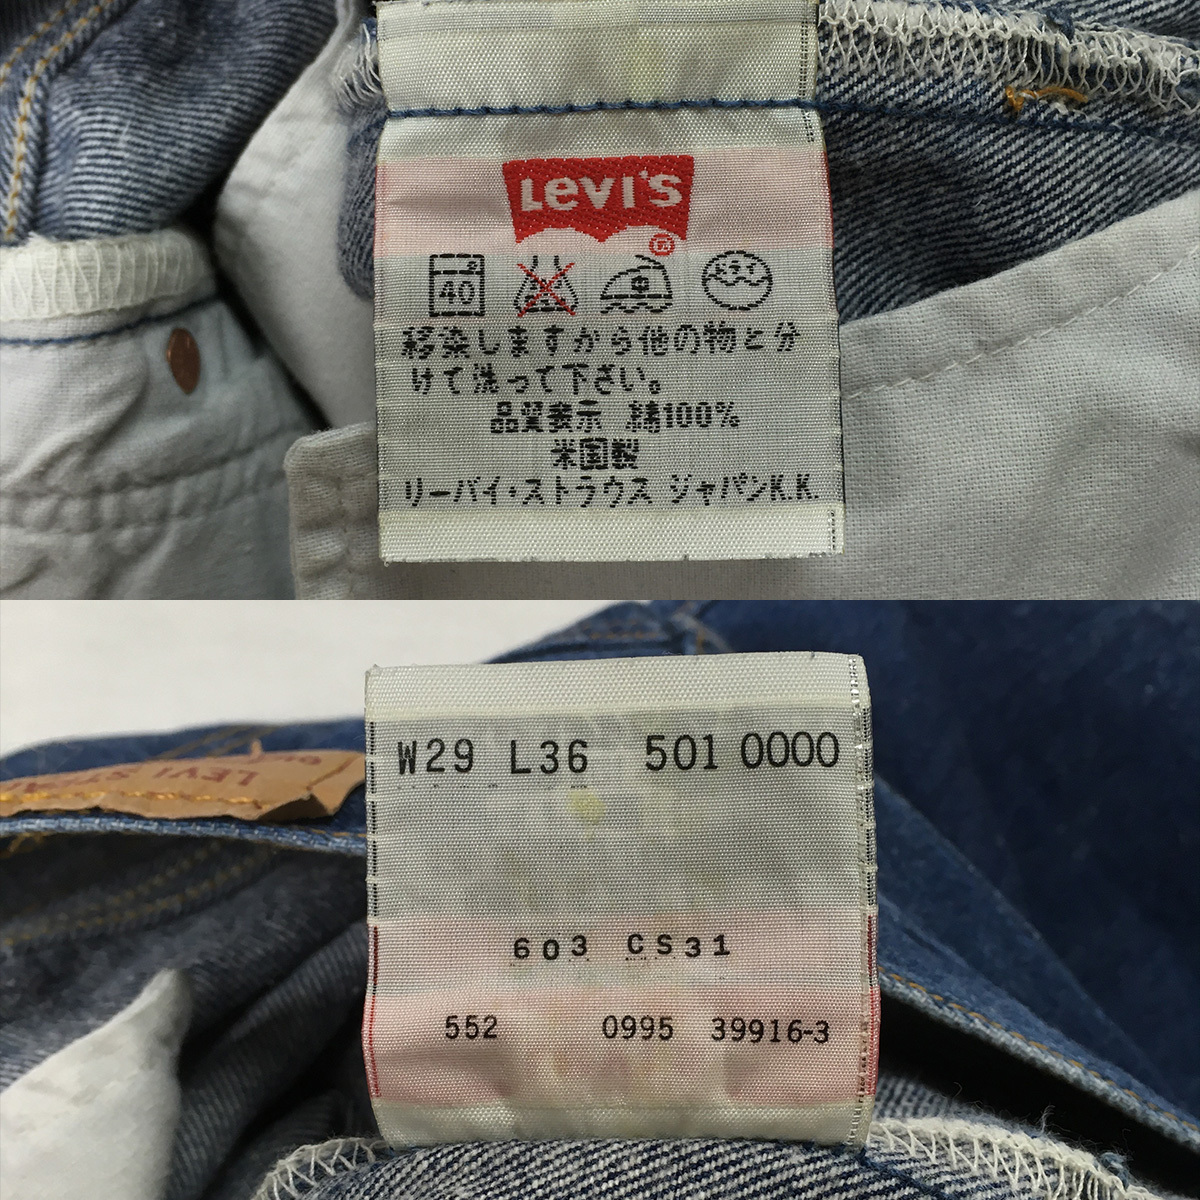 LEVI'S
®
40
移染しますから他の物と分
けて洗って下さい。
品質表示 綿100%
米国製
リーバイ・ストラウス ジャパンK.K.
LEVI STRA
W29 L36 501 0000
603 CS31
552 0995 39916-3